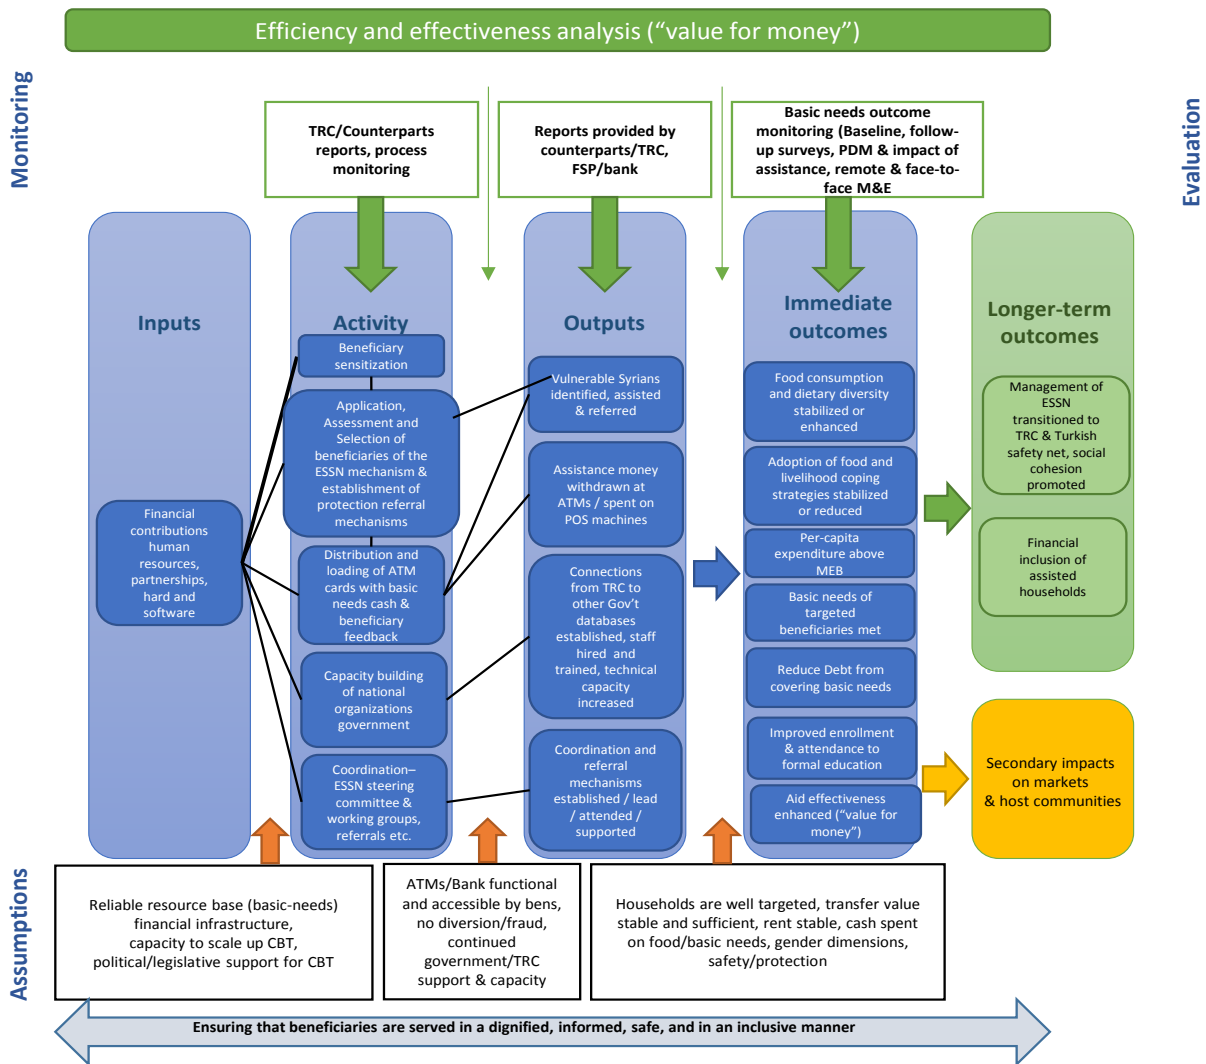 Efficiency and effectiveness analysis (“value for money”)
Monitoring
Evaluation
TRC/Counterparts
reports, process
monitoring
Reports provided by
counterparts/TRC,
FSP/bank
Basic needs outcome
monitoring (Baseline, follow-
up surveys, PDM & impact of
assistance, remote & face-to-
face M&E
Inputs
Financial
contributions
human
resources,
partnerships,
hard and
software
Activity
Beneficiary
sensitization
Application,
Assessment and
Selection of
beneficiaries of the
ESSN mechanism &
establishment of
protection referral
mechanisms
Distribution and
loading of ATM
cards with basic
needs cash &
beneficiary
feedback
Capacity building
of national
organizations
government
Coordination–
ESSN steering
committee &
working groups,
referrals etc.
Outputs
Vulnerable Syrians
identified, assisted
& referred
Assistance money
withdrawn at
ATMs / spent on
POS machines
Connections
from TRC to
other Gov’t
databases
established, staff
hired and
trained, technical
capacity
increased
Coordination and
referral
mechanisms
established / lead
/ attended /
supported
Immediate
outcomes
Food consumption
and dietary diversity
stabilized or
enhanced
Adoption of food and
livelihood coping
strategies stabilized
or reduced
Per-capita
expenditure above
MEB
Basic needs of
targeted
beneficiaries met
Reduce Debt from
covering basic needs
Improved enrollment
& attendance to
formal education
Aid effectiveness
enhanced (“value for
money”)
Longer-term
outcomes
Management of
ESSN
transitioned to
TRC & Turkish
safety net, social
cohesion
promoted
Financial
inclusion of
assisted
households
Secondary impacts
on markets
& host communities
Assumptions
Reliable resource base (basic-needs)
financial infrastructure,
capacity to scale up CBT,
political/legislative support for CBT
ATMs/Bank functional
and accessible by bens,
no diversion/fraud,
continued
government/TRC
support & capacity
Households are well targeted, transfer value
stable and sufficient, rent stable, cash spent
on food/basic needs, gender dimensions,
safety/protection
Ensuring that beneficiaries are served in a dignified, informed, safe, and in an inclusive manner